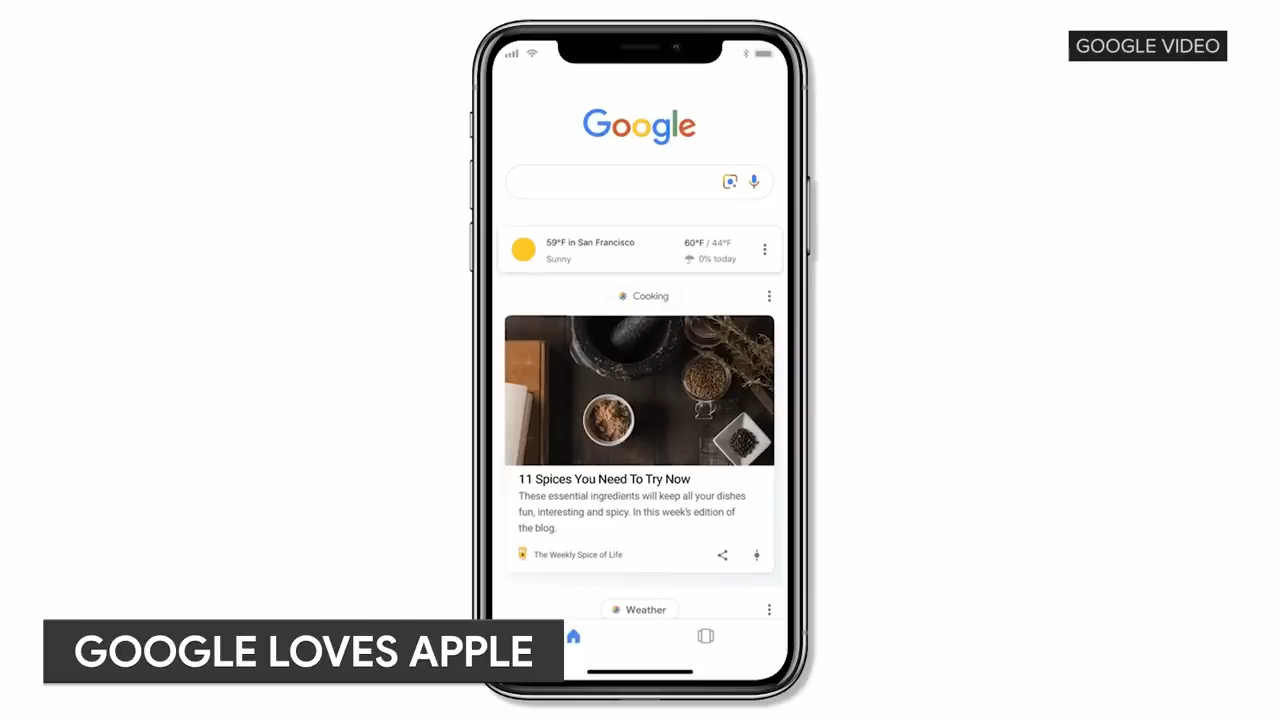 GOOGLE VIDEO
Google
59°F in San Francisco
60°F / 44°F
Sunny
0% today
Cooking
11 Spices You Need To Try Now
These essential ingredients will keep all your dishes
fun, interesting and spicy. In this week's edition of
the blog.
The Weekly Spice of Life
Weather
GOOGLE LOVES APPLE